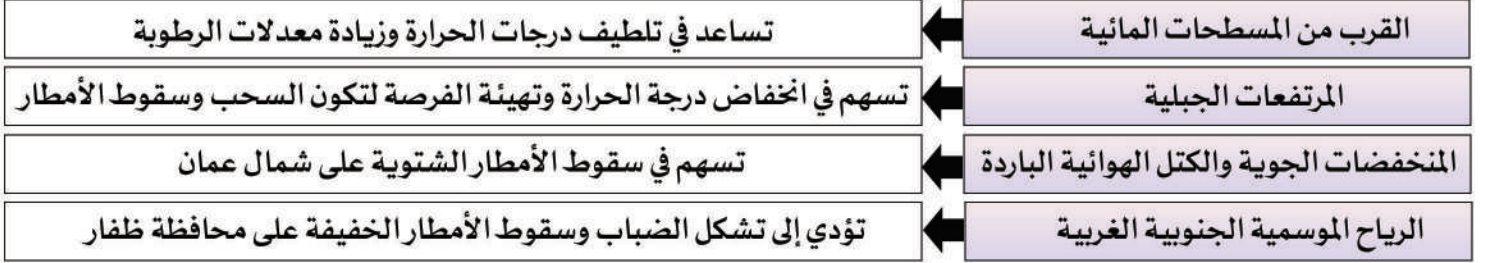 القرب من المسطحات المائية
تساعد في تلطيف درجات الحرارة وزيادة معدلات الرطوبة
المرتفعات الجبلية
تسهم في انخفاض درجة الحرارة وتهيئة الفرصة لتكون السحب وسقوط الأمطار
المنخفضات الجوية والكتل الهوائية الباردة
تسهم في سقوط الأمطار الشتوية على شمال عمان
الرياح الموسمية الجنوبية الغربية
تؤدي إلى تشكل الضباب وسقوط الأمطار الخفيفة على محافظة ظفار